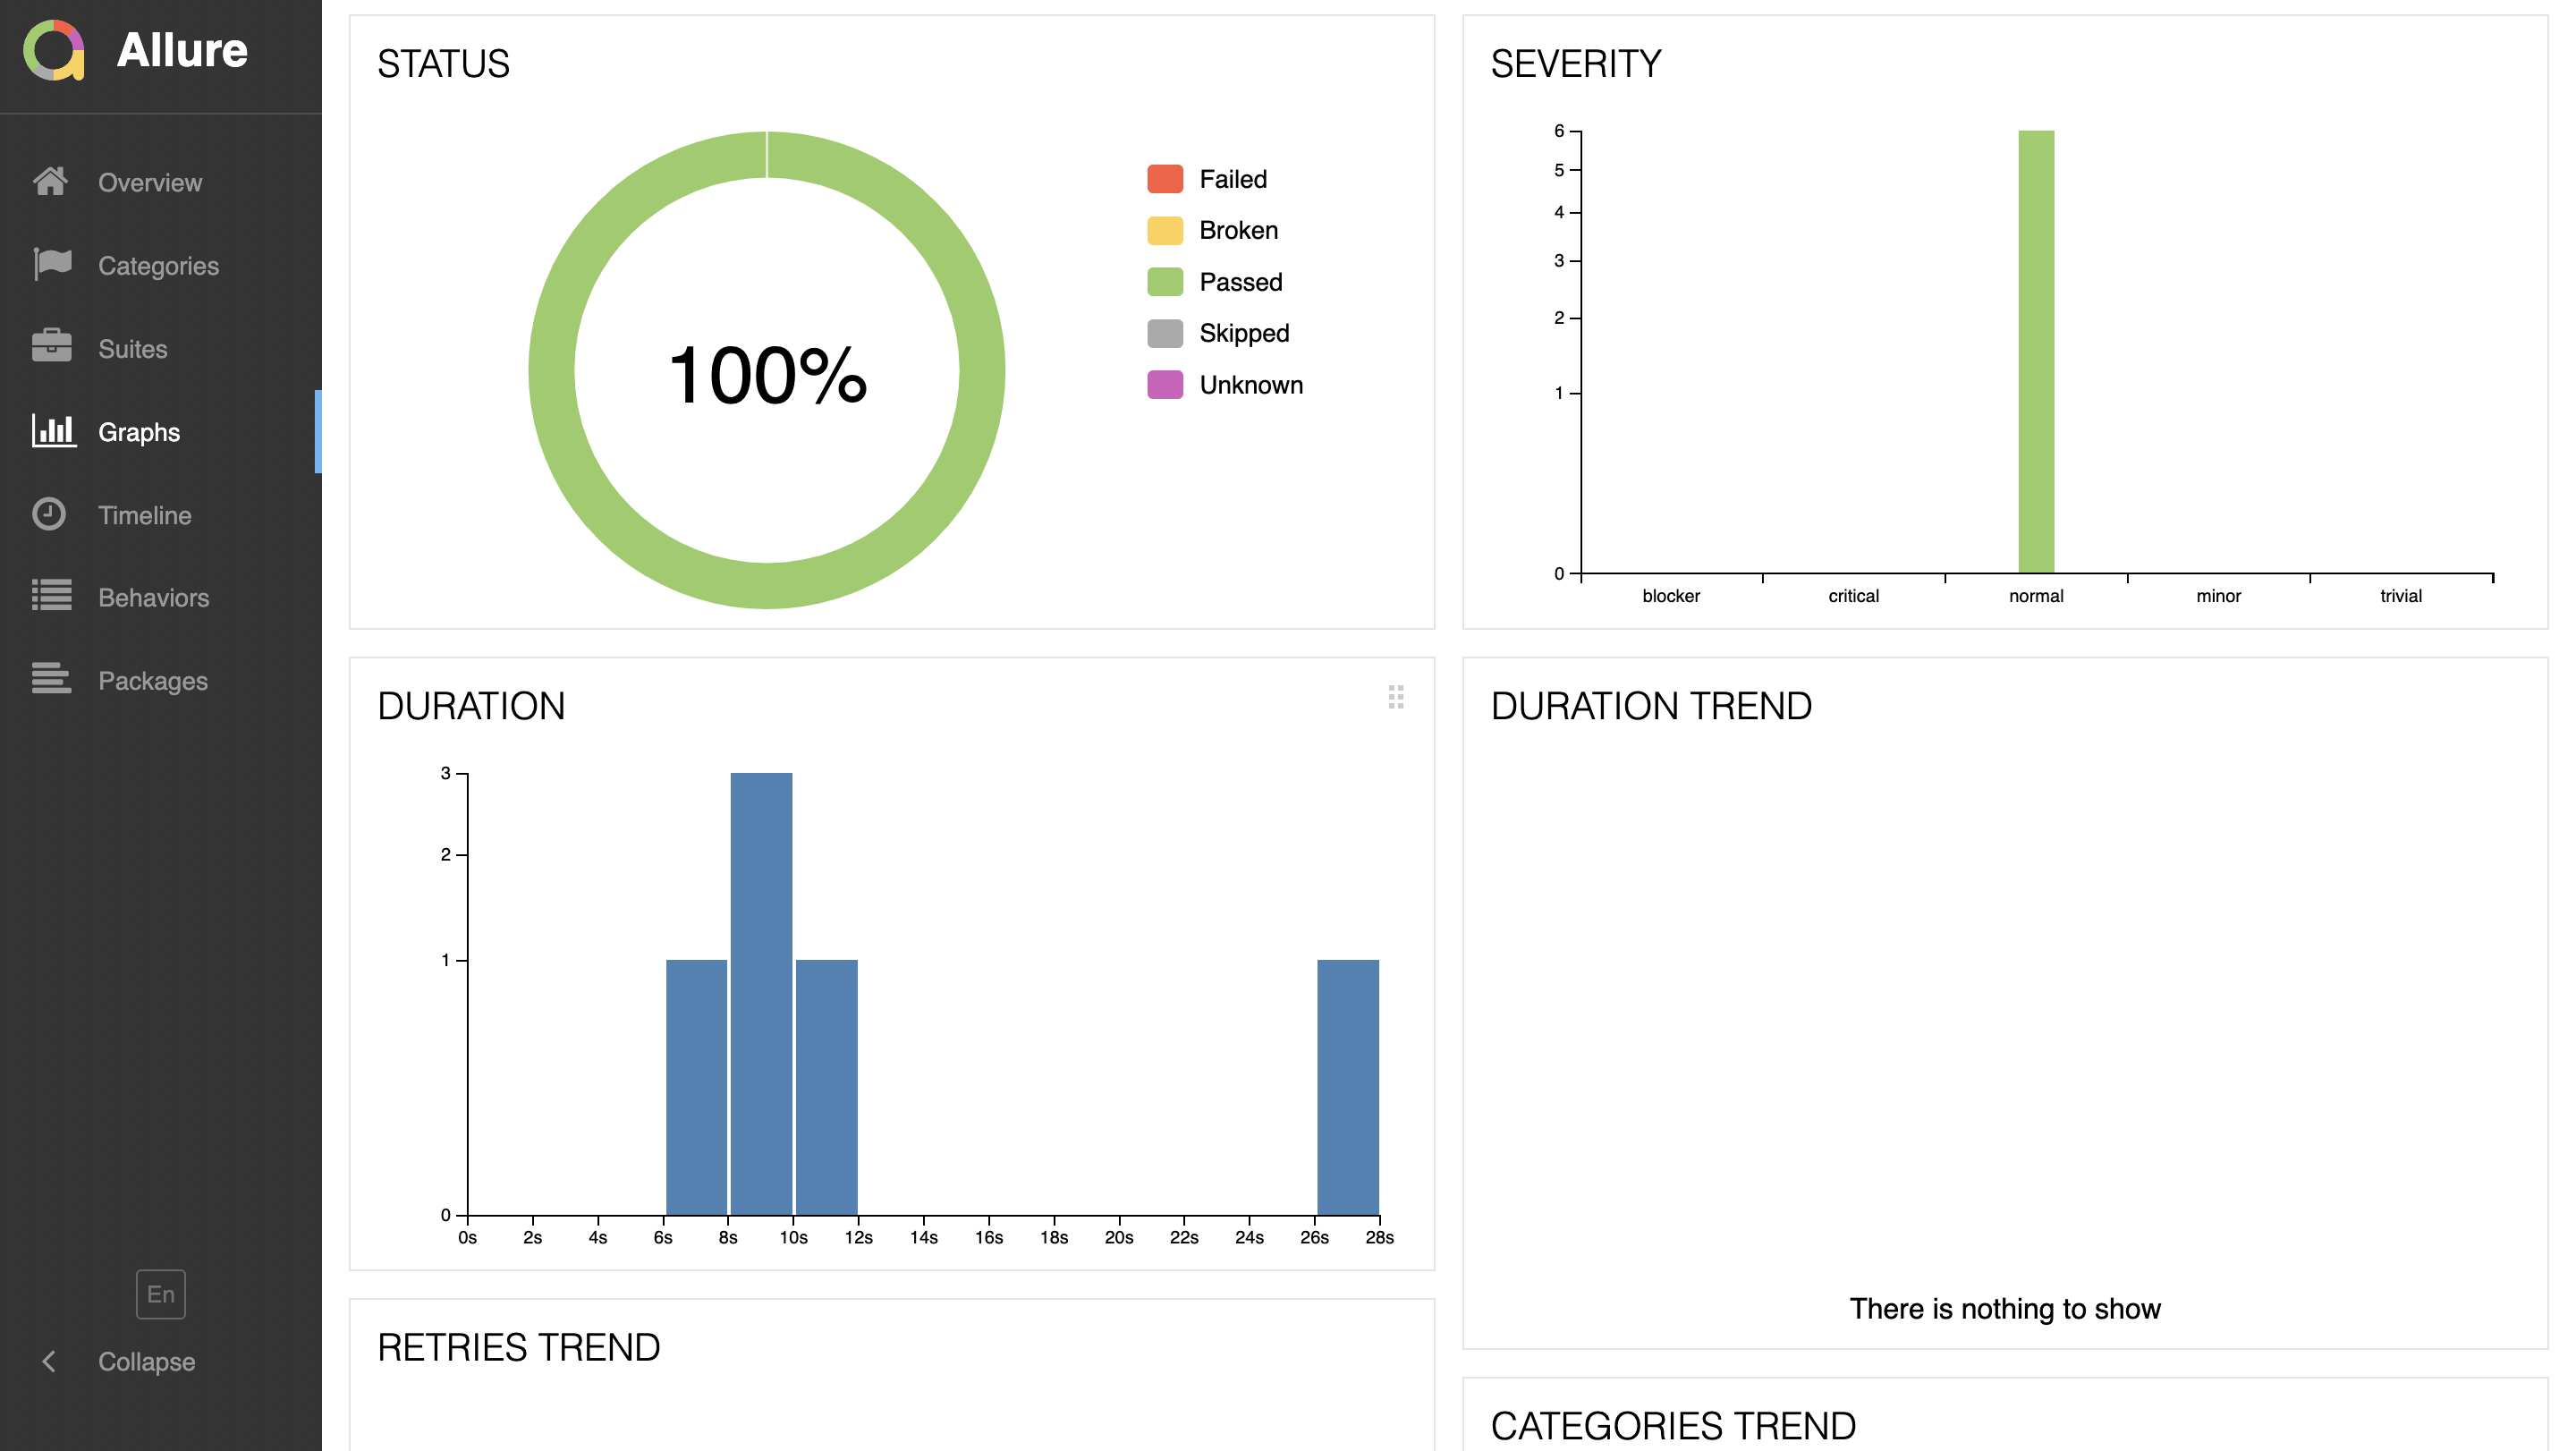 Allure
Overview
Categories
Suites
Graphs
Timeline
Behaviors
Packages
En
Collapse
STATUS
100%
Failed
Broken
Passed
Skipped
Unknown
SEVERITY
6
5
4
3
2
1
0
blocker critical normal minor trivial
DURATION
3
2
1
0
0s 2s 4s 6s 8s 10s 12s 14s 16s 18s 20s 22s 24s 26s 28s
DURATION TREND
There is nothing to show
RETRIES TREND
CATEGORIES TREND